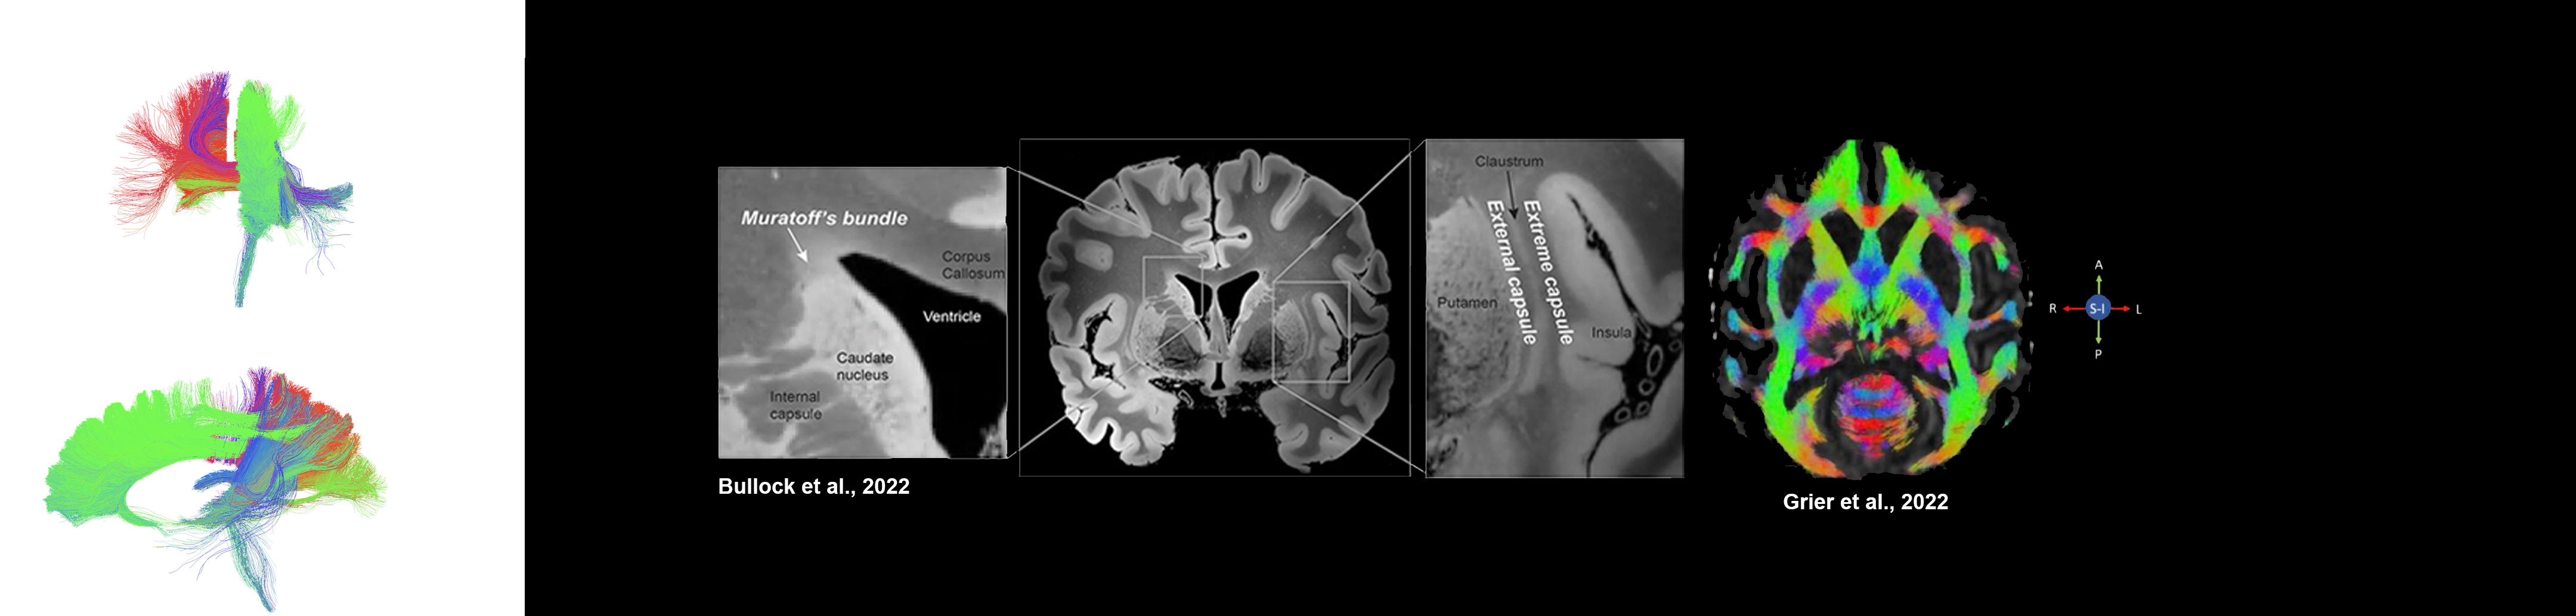 Muratoff's bundle
Corpus
Callosum
Ventricle
Caudate
nucleus
Internal
capsule
Bullock et al., 2022
Claustrum
External capsule
Extreme capsule
Putamen
Insula
Grier et al., 2022
A
R
S-I
L
P